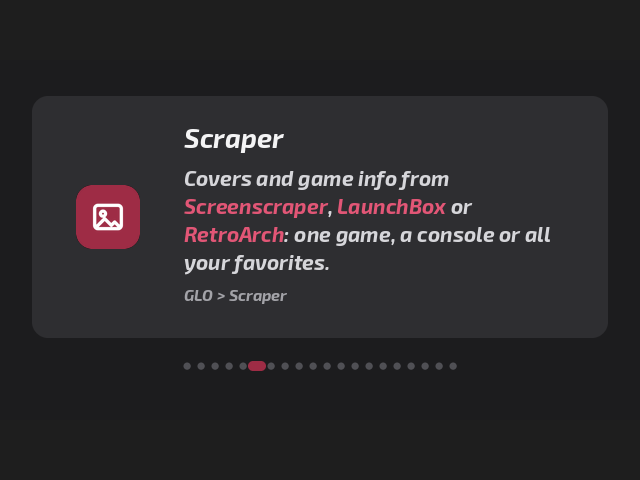 Scraper
Covers and game info from
Screenscraper, LaunchBox or
RetroArch: one game, a console or all
your favorites.
GLO > Scraper